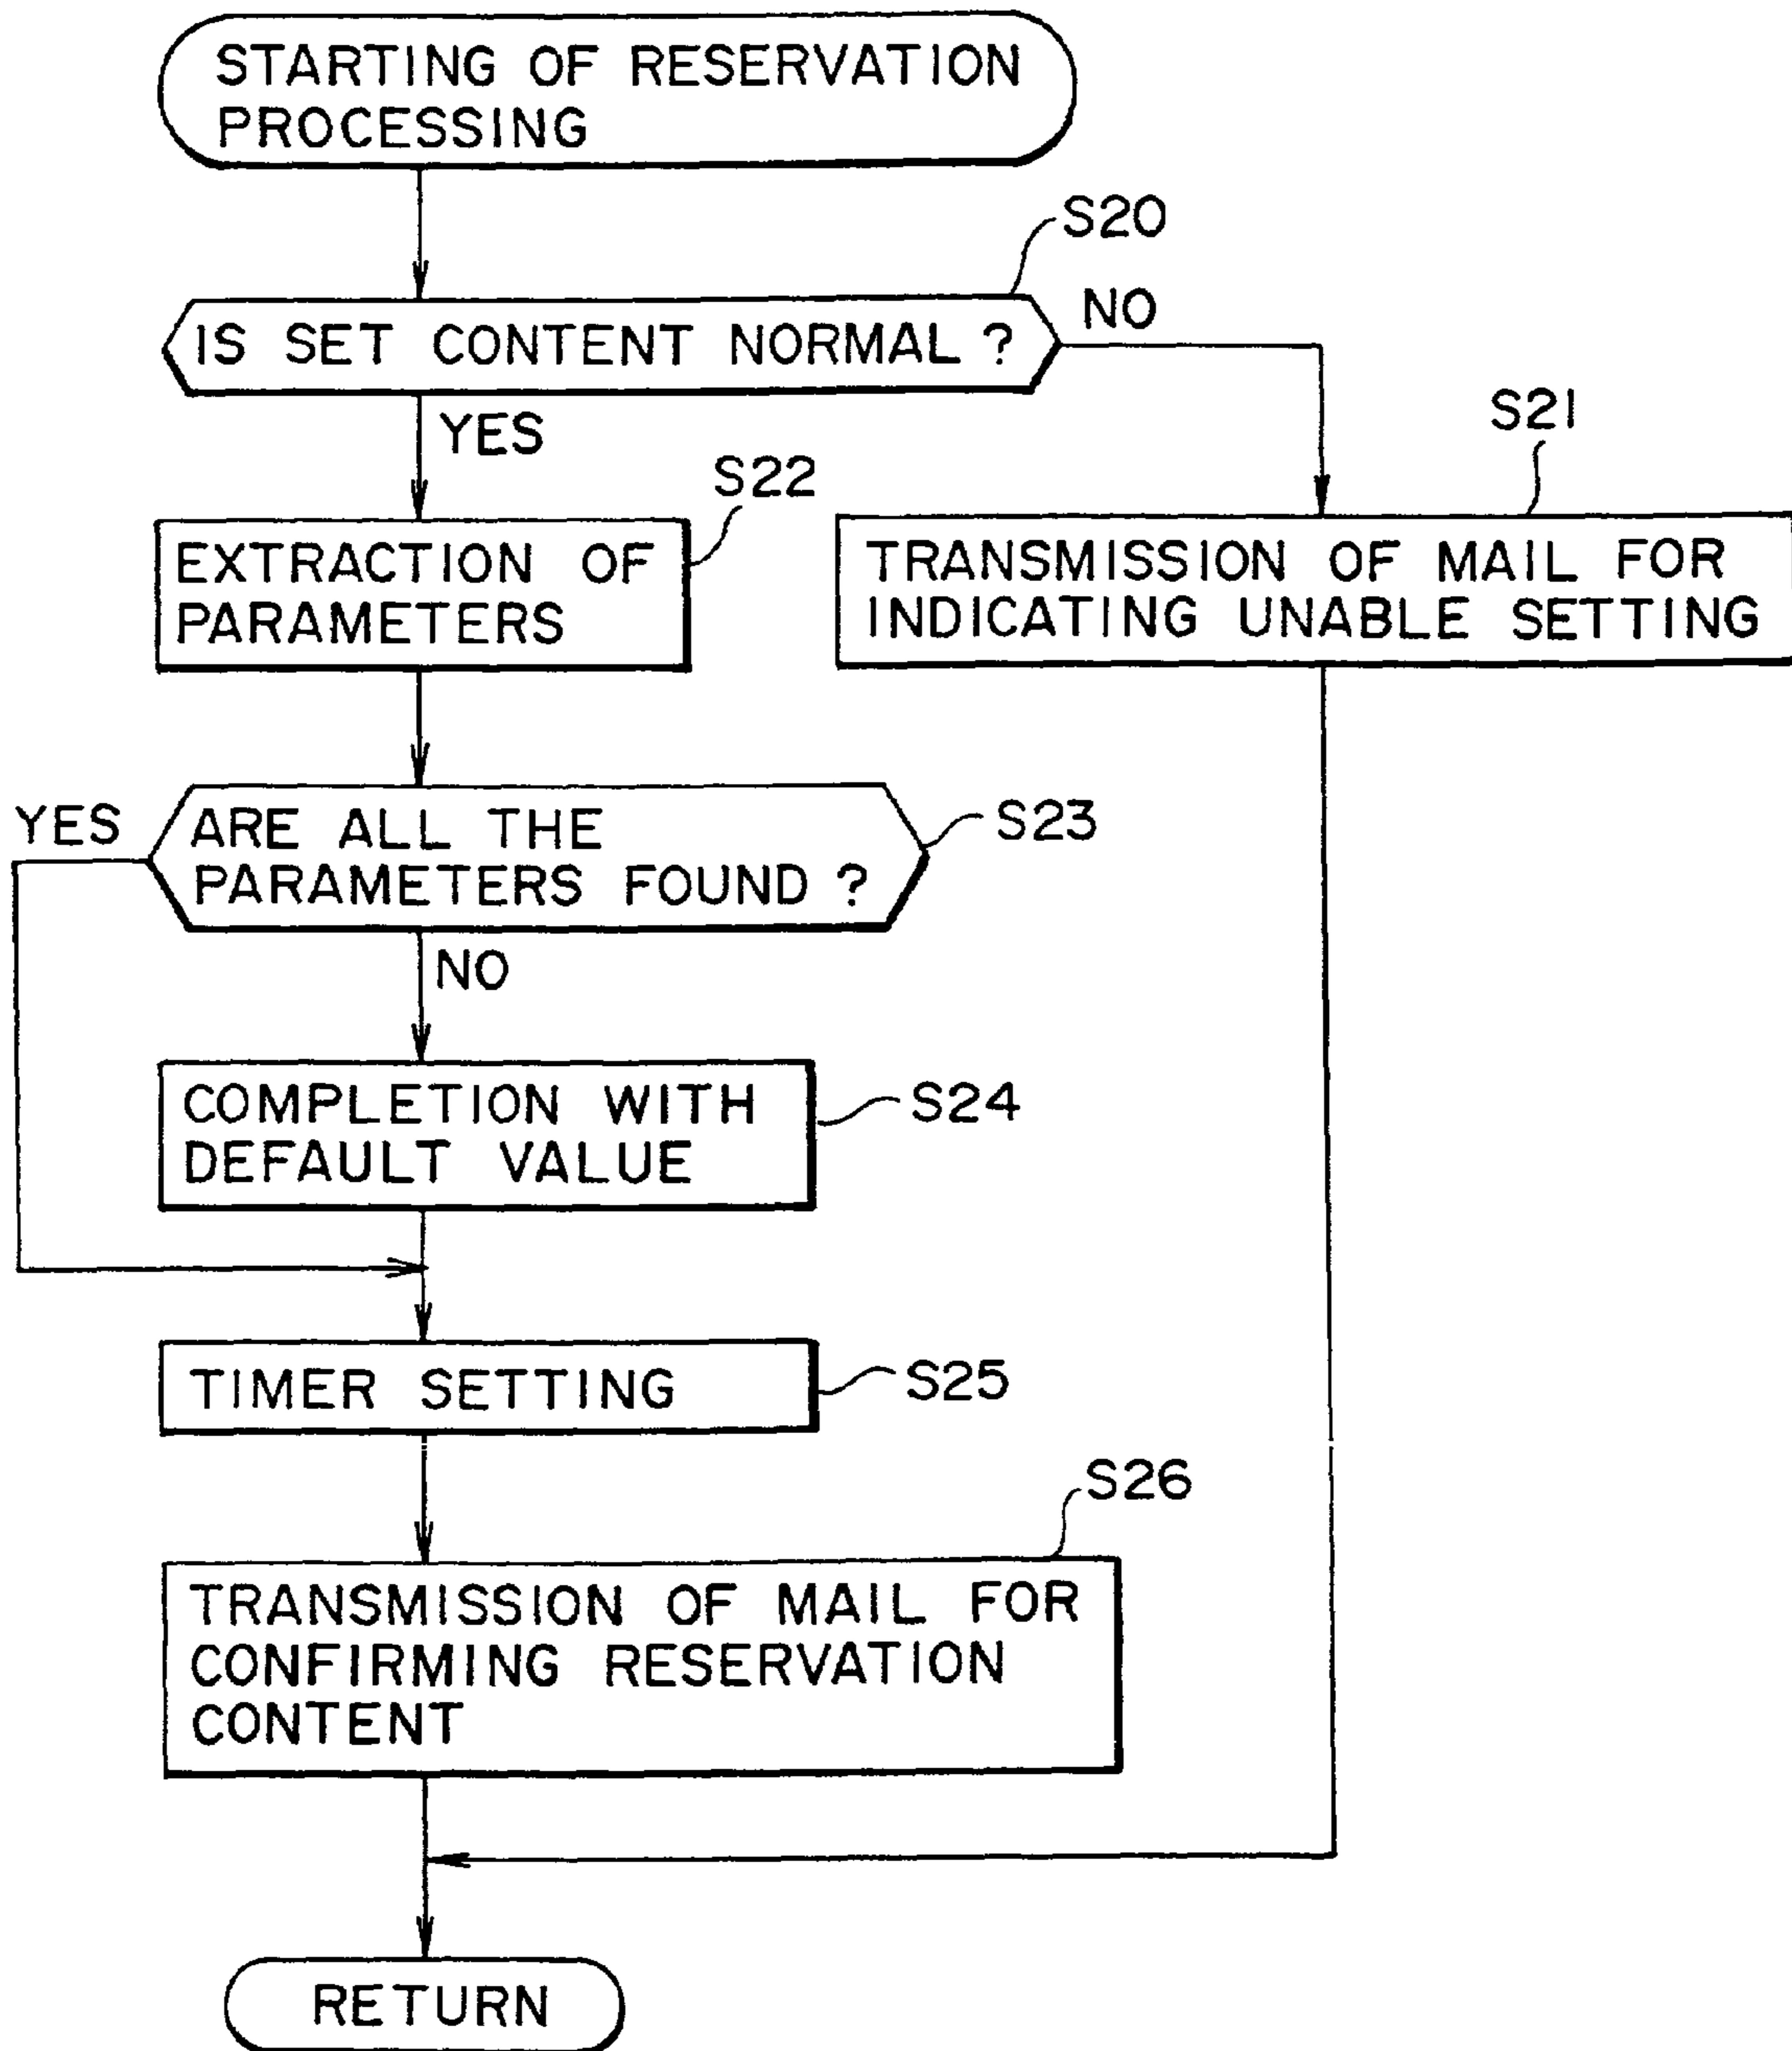 STARTING OF RESERVATION
PROCESSING
S20
IS SET CONTENT NORMAL ?
NO
YES
S21
S22
EXTRACTION OF
PARAMETERS
TRANSMISSION OF MAIL FOR
INDICATING UNABLE SETTING
YES
ARE ALL THE
PARAMETERS FOUND ?
S23
NO
COMPLETION WITH
DEFAULT VALUE
S24
TIMER SETTING
S25
S26
TRANSMISSION OF MAIL FOR
CONFIRMING RESERVATION
CONTENT
RETURN